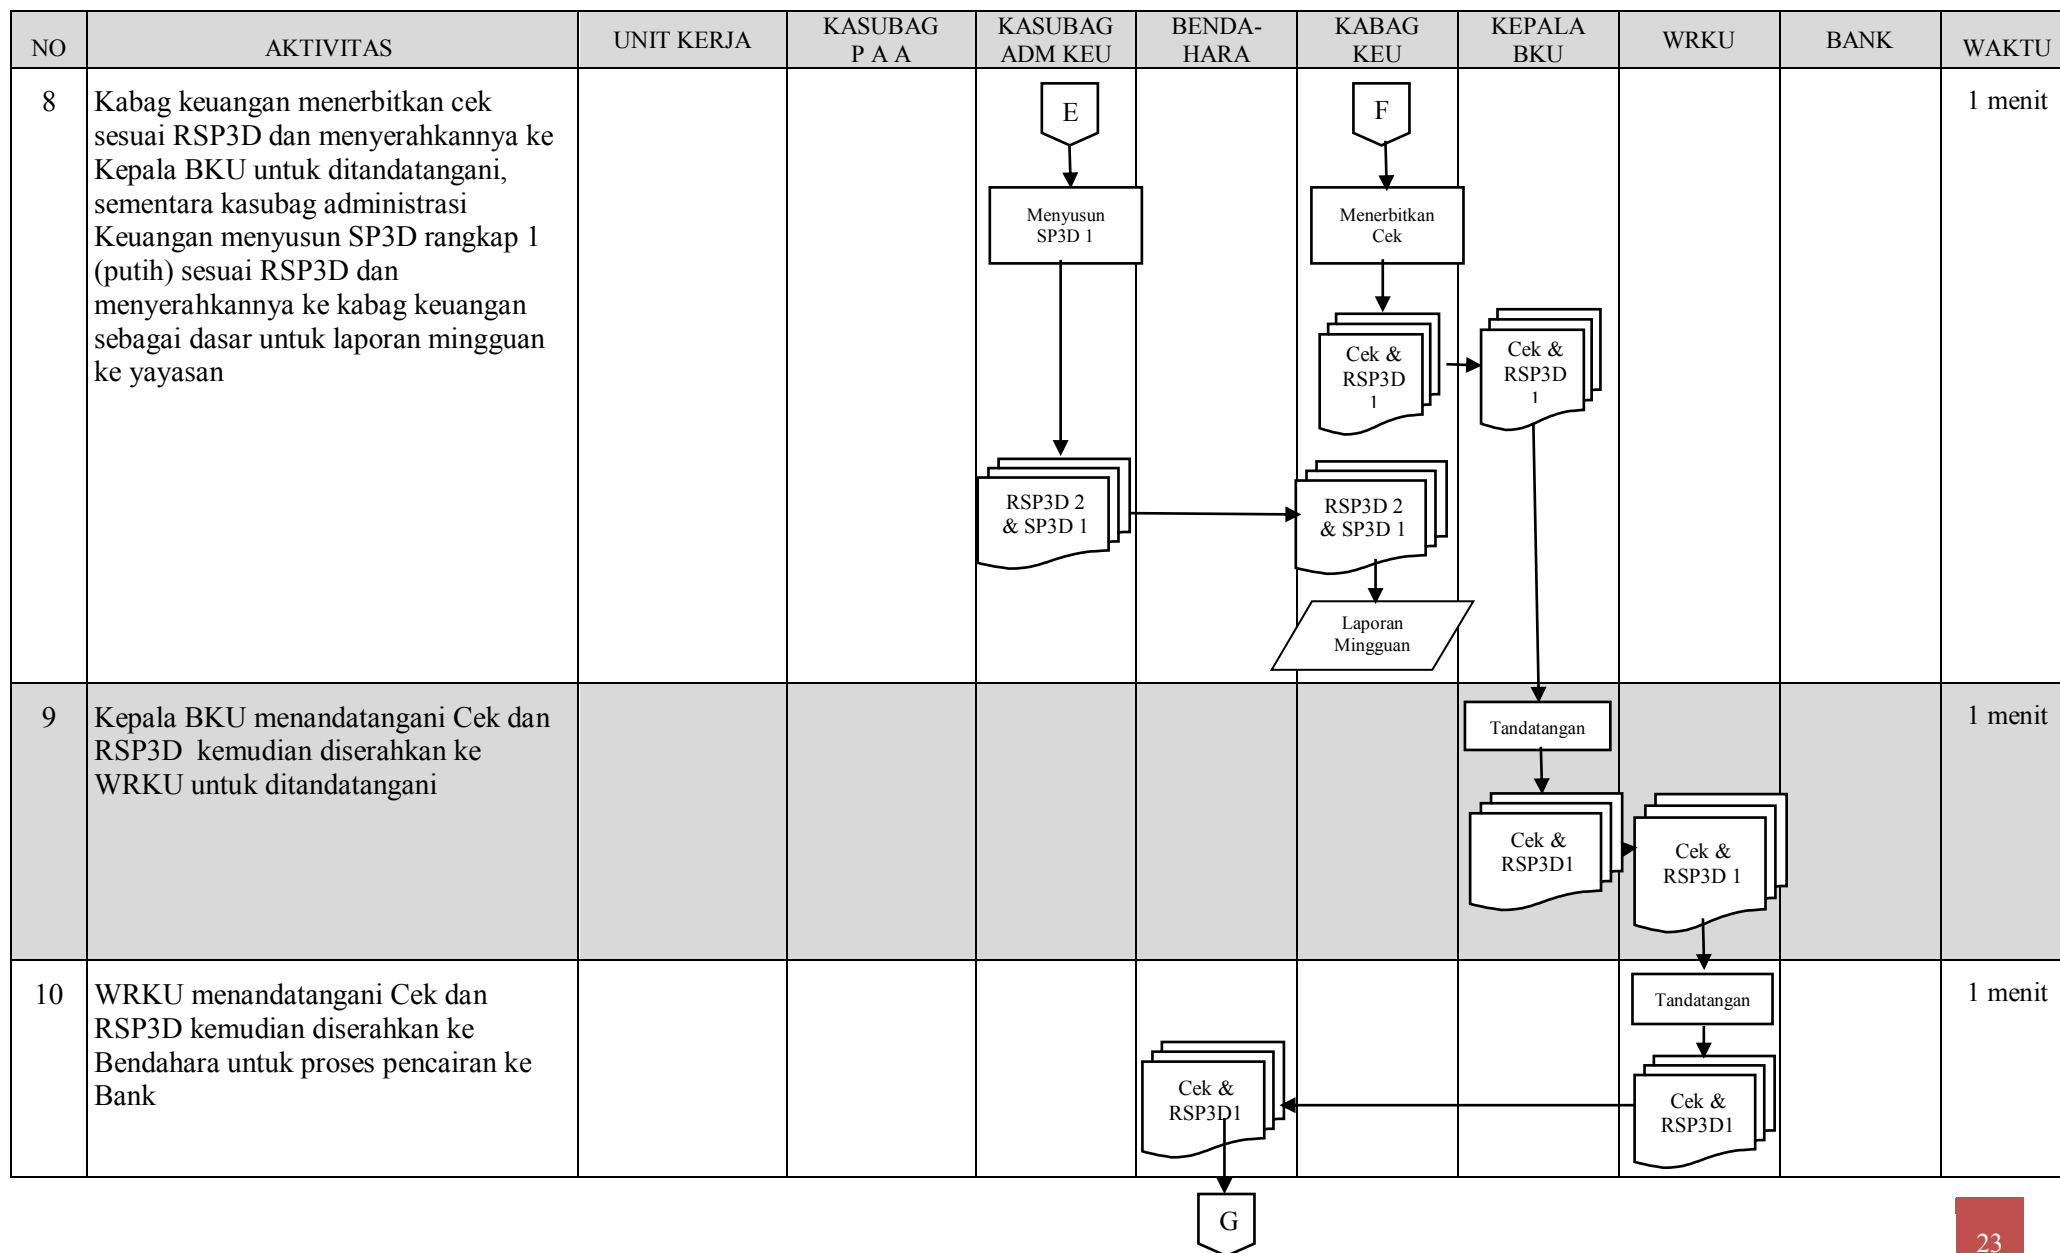 NO
AKTIVITAS
UNIT KERJA
KASUBAG
P A A
KASUBAG
ADM KEU
BENDA-
HARA
KABAG
KEU
KEPALA
BKU
WRKU
BANK
WAKTU
8
Kabag keuangan menerbitkan cek
sesuai RSP3D dan menyerahkannya ke
Kepala BKU untuk ditandatangani,
sementara kasubag administrasi
Keuangan menyusun SP3D rangkap 1
(putih) sesuai RSP3D dan
menyerahkannya ke kabag keuangan
sebagai dasar untuk laporan mingguan
ke yayasan
E
F
1 menit
Menyusun
SP3D 1
Menerbitkan
Cek
Cek &
RSP3D
1
Cek &
RSP3D
1
RSP3D 2
& SP3D 1
RSP3D 2
& SP3D 1
Laporan
Mingguan
9
Kepala BKU menandatangani Cek dan
RSP3D  kemudian diserahkan ke
WRKU untuk ditandatangani
Tandatangan
1 menit
Cek &
RSP3D1
Cek &
RSP3D 1
10
WRKU menandatangani Cek dan
RSP3D kemudian diserahkan ke
Bendahara untuk proses pencairan ke
Bank
Tandatangan
1 menit
Cek &
RSP3D1
Cek &
RSP3D1
G
23